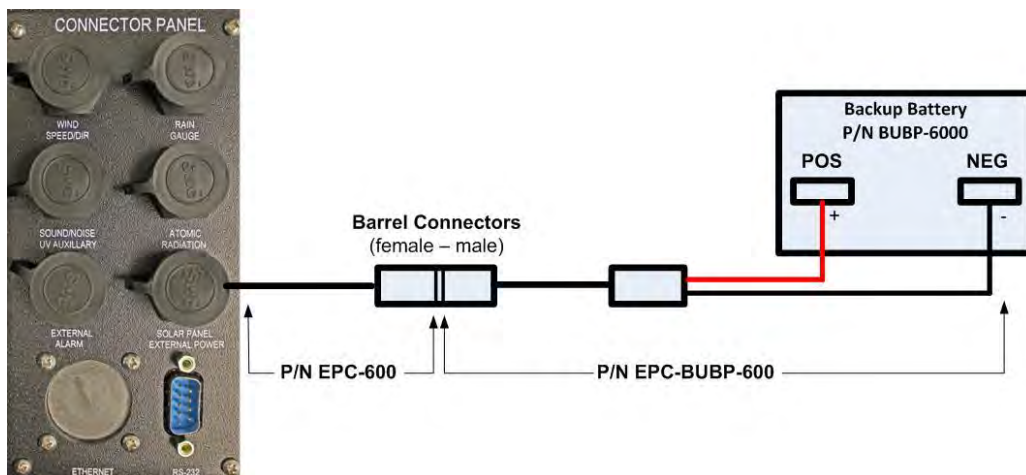 CONNECTOR PANEL
WIND
SPEED/DIR
RAIN
GAUGE
SOUND/NOISE
UV AUXILLARY
ATOMIC
RADIATION
EXTERNAL
ALARM
SOLAR PANEL
EXTERNAL POWER
ETHERNET
RS-232
Barrel Connectors
(female – male)
P/N EPC-600
P/N EPC-BUBP-600
Backup Battery
P/N BUBP-6000
POS
NEG
+
-